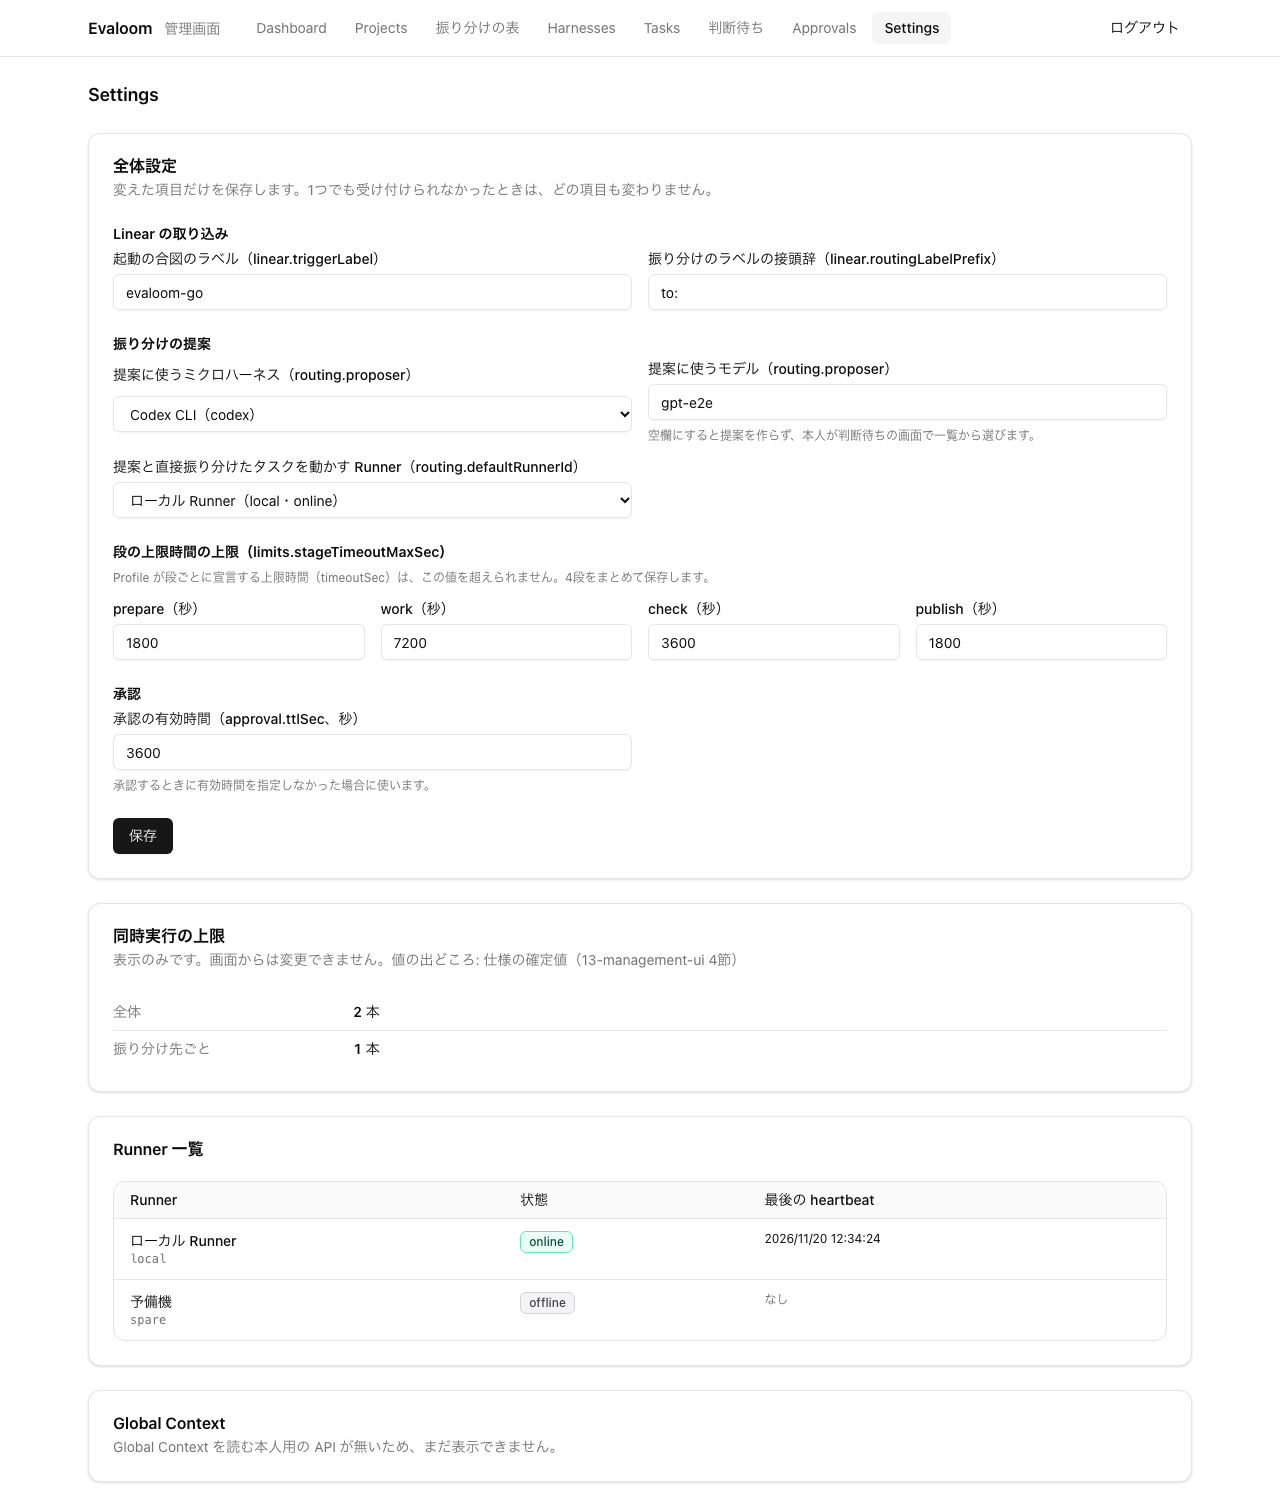 Evaloom 管理画面 Dashboard Projects 振り分けの表 Harnesses Tasks 判断待ち Approvals Settings ログアウト
Settings
全体設定
変えた項目だけを保存します。1つでも受け付けられなかったときは、どの項目も変わりません。
Linear の取り込み
起動の合図のラベル（linear.triggerLabel） 振り分けのラベルの接頭辞（linear.routingLabelPrefix）
evaloom-go to:
振り分けの提案
提案に使うミクロハーネス（routing.proposer） 提案に使うモデル（routing.proposer）
Codex CLI（codex） gpt-e2e
空欄にすると提案を作らず、本人が判断待ちの画面で一覧から選びます。
提案と直接振り分けたタスクを動かす Runner（routing.defaultRunnerId）
ローカル Runner（local・online）
段の上限時間の上限（limits.stageTimeoutMaxSec）
Profile が段ごとに宣言する上限時間（timeoutSec）は、この値を超えられません。4段をまとめて保存します。
prepare（秒） work（秒） check（秒） publish（秒）
1800 7200 3600 1800
承認
承認の有効時間（approval.ttlSec、秒）
3600
承認するときに有効時間を指定しなかった場合に使います。
保存
同時実行の上限
表示のみです。画面からは変更できません。値の出どころ: 仕様の確定値（13-management-ui 4節）
全体 2 本
振り分け先ごと 1 本
Runner 一覧
Runner 状態 最後の heartbeat
ローカル Runner online 2026/11/20 12:34:24
local
予備機 offline なし
spare
Global Context
Global Context を読む本人用の API が無いため、まだ表示できません。